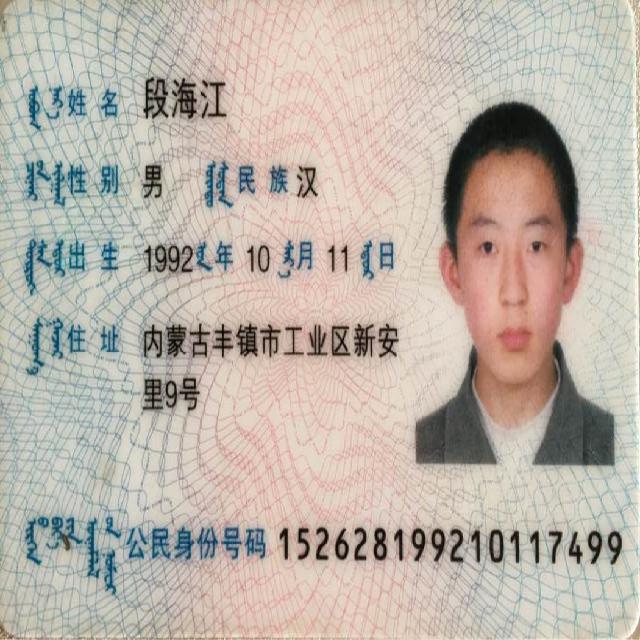 姓名 段海江
性别 男 民族 汉
出生 1992 年 10 月 11 日
住址 内蒙古丰镇市工业区新安
里9号
公民身份号码 152628199210117499